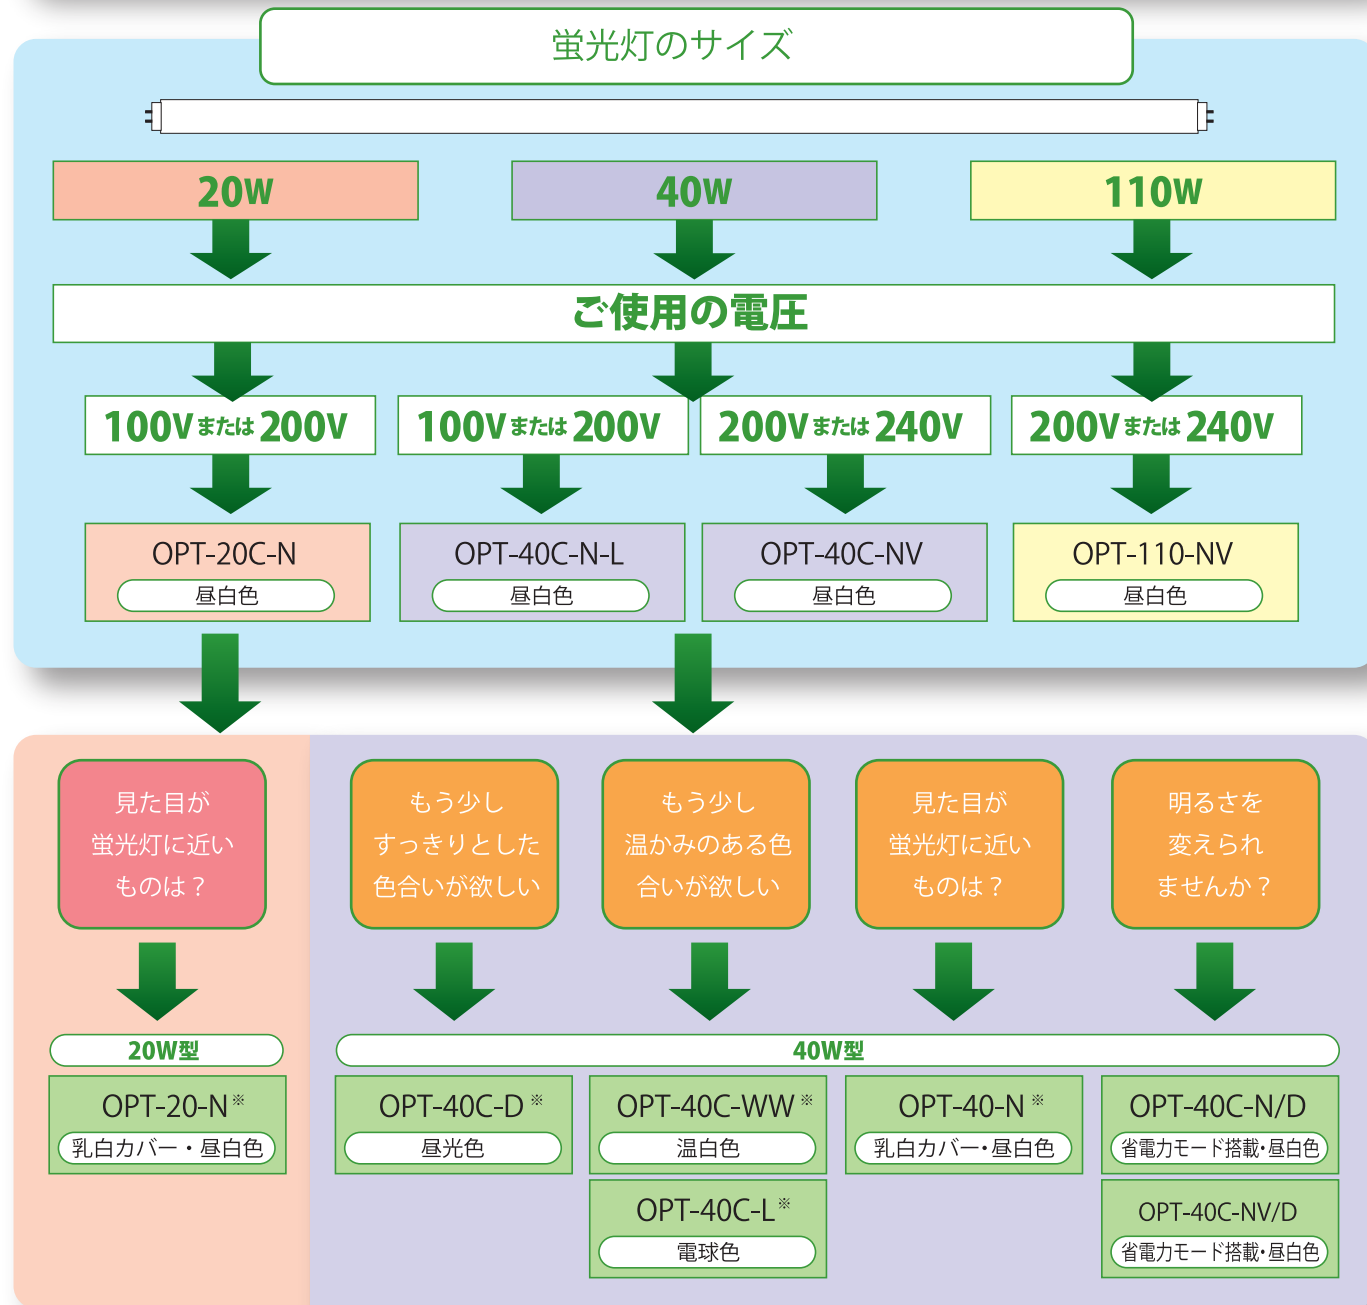 蛍光灯のサイズ
20W
40W
110W
ご使用の電圧
100Vまたは200V
100Vまたは200V
200Vまたは240V
200Vまたは240V
OPT-20C-N
昼白色
OPT-40C-N-L
昼白色
OPT-40C-NV
昼白色
OPT-110-NV
昼白色
見た目が
蛍光灯に近い
ものは？
もう少し
すっきりとした
色合いが欲しい
もう少し
温かみのある色
合いが欲しい
見た目が
蛍光灯に近い
ものは？
明るさを
変えられ
ませんか？
20W型
40W型
OPT-20-N※
乳白カバー・昼白色
OPT-40C-D※
昼光色
OPT-40C-WW※
温白色
OPT-40C-L※
電球色
OPT-40-N※
乳白カバー・昼白色
OPT-40C-N/D
省電力モード搭載・昼白色
OPT-40C-NV/D
省電力モード搭載・昼白色